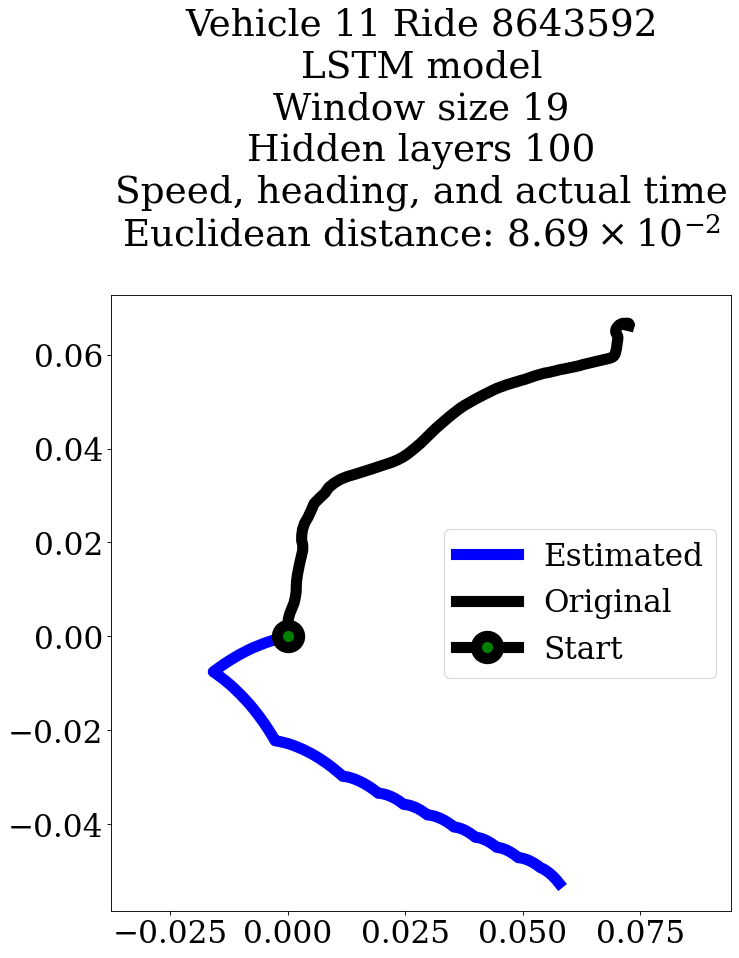 Vehicle 11 Ride 8643592
LSTM model
Window size 19
Hidden layers 100
Speed, heading, and actual time
Euclidean distance: 8.69 × 10⁻²
0.06
0.04
0.02
0.00
−0.02
−0.04
Estimated
Original
Start
−0.025 0.000 0.025 0.050 0.075